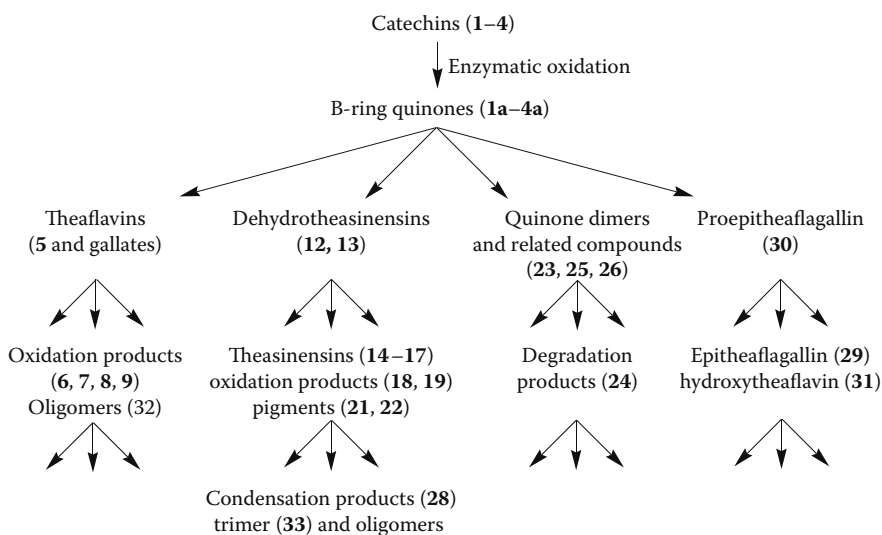 Catechins (1–4)
Enzymatic oxidation
B-ring quinones (1a–4a)
Theaflavins
(5 and gallates)
Dehydrotheasinensins
(12, 13)
Quinone dimers
and related compounds
(23, 25, 26)
Proepitheaflagallin
(30)
Oxidation products
(6, 7, 8, 9)
Oligomers (32)
Theasinensins (14–17)
oxidation products (18, 19)
pigments (21, 22)
Degradation
products (24)
Epitheaflagallin (29)
hydroxytheaflavin (31)
Condensation products (28)
trimer (33) and oligomers